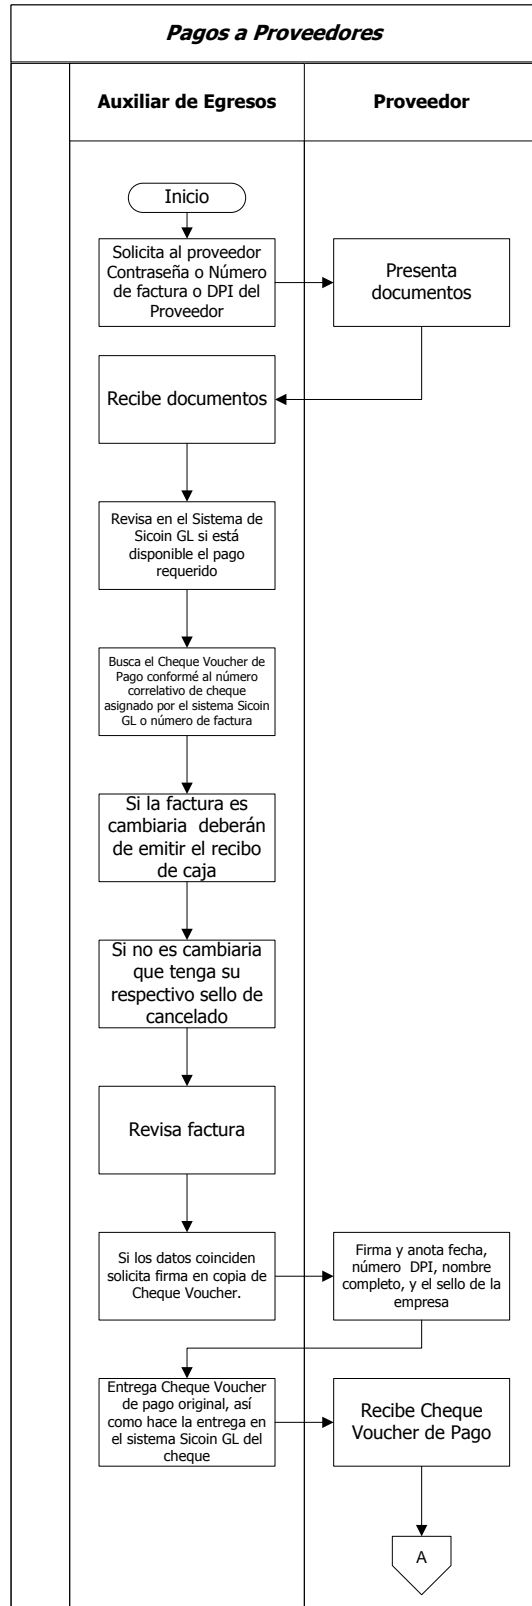 Pagos a Proveedores
Auxiliar de Egresos
Proveedor
Inicio
Solicita al proveedor
Contraseña o Número
de factura o DPI del
Proveedor
Presenta
documentos
Recibe documentos
Revisa en el Sistema de
Sicoin GL si está
disponible el pago
requerido
Busca el Cheque Voucher de
Pago conformé al número
correlativo de cheque
asignado por el sistema Sicoin
GL o número de factura
Si la factura es
cambiaria deberán
de emitir el recibo
de caja
Si no es cambiaria
que tenga su
respectivo sello de
cancelado
Revisa factura
Si los datos coinciden
solicita firma en copia de
Cheque Voucher.
Firma y anota fecha,
número DPI, nombre
completo, y el sello de la
empresa
Entrega Cheque Voucher
de pago original, así
como hace la entrega en
el sistema Sicoin GL del
cheque
Recibe Cheque
Voucher de Pago
A